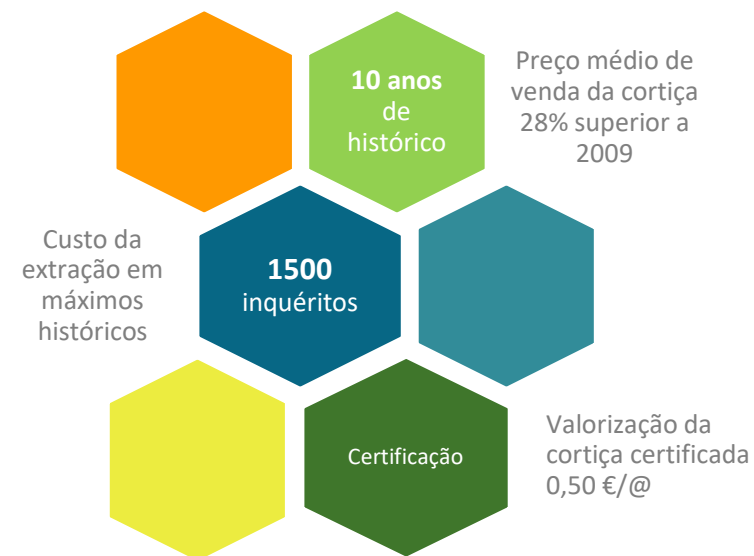 10 anos
de
histórico
Preço médio de
venda da cortiça
28% superior a
2009
Custo da
extração em
máximos
históricos
1500
inquéritos
Certificação
Valorização da
cortiça certificada
0,50 €/@